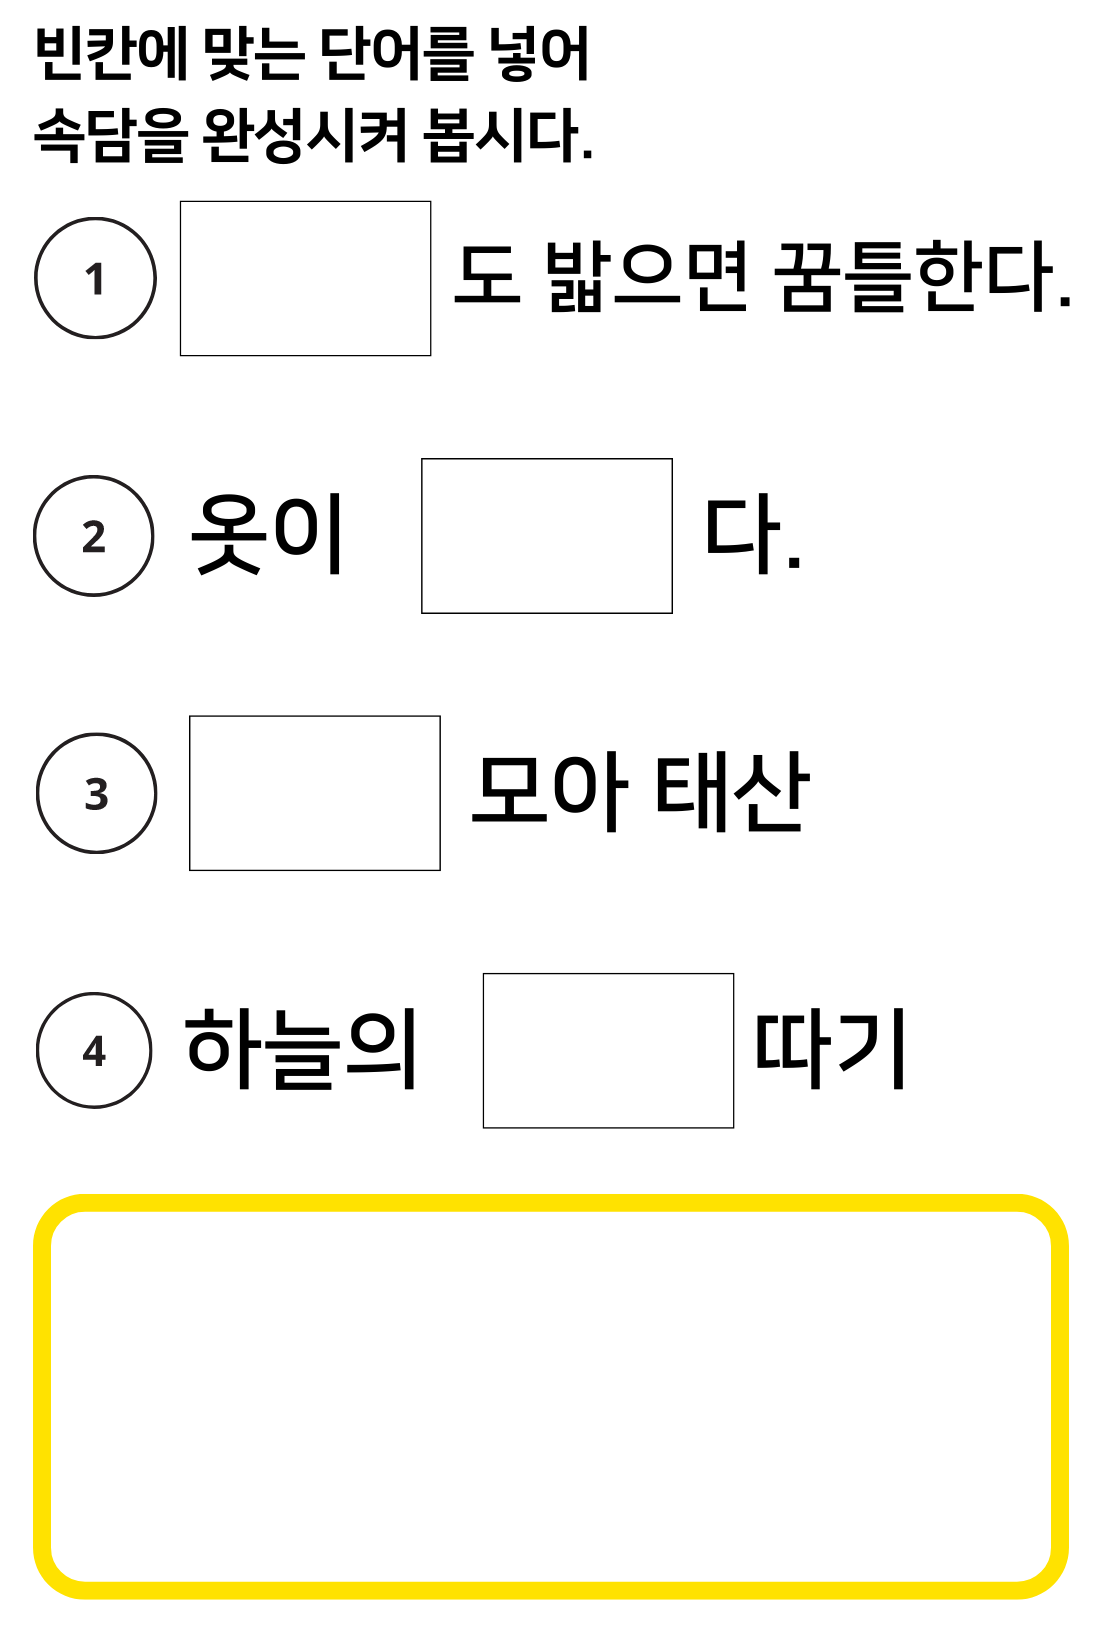 빈칸에 맞는 단어를 넣어
속담을 완성시켜 봅시다.
1 도 밟으면 꿈틀한다.
2 옷이 다.
3 모아 태산
4 하늘의 따기